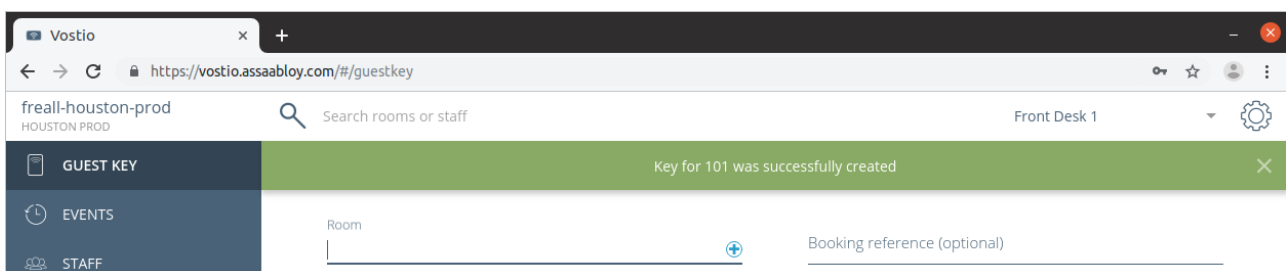 Vostio
https://vostio.assaabloy.com/#/guestkey
freall-houston-prod
HOUSTON PROD
Search rooms or staff
Front Desk 1
GUEST KEY
Key for 101 was successfully created
EVENTS
Room
Booking reference (optional)
STAFF